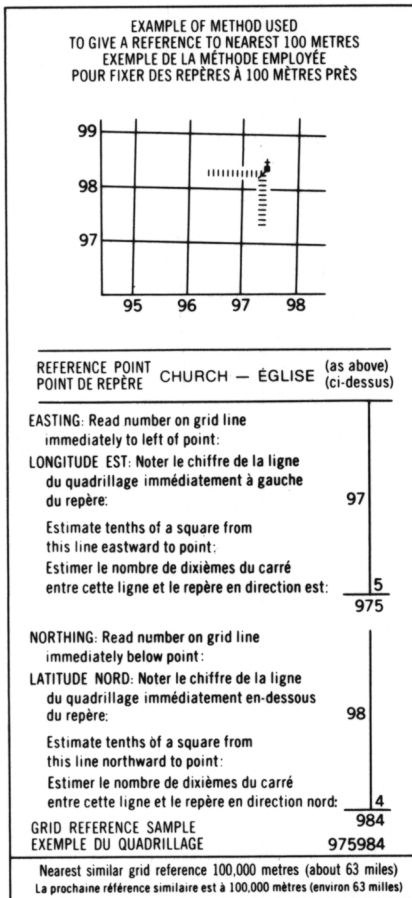 EXAMPLE OF METHOD USED
TO GIVE A REFERENCE TO NEAREST 100 METRES
EXEMPLE DE LA MÉTHODE EMPLOYÉE
POUR FIXER DES REPÈRES À 100 MÈTRES PRÈS
99
98
97
95 96 97 98
REFERENCE POINT
POINT DE REPÈRE
CHURCH — ÉGLISE
(as above)
(ci-dessus)
EASTING: Read number on grid line
immediately to left of point:
LONGITUDE EST: Noter le chiffre de la ligne
du quadrillage immédiatement à gauche
du repère: 97
Estimate tenths of a square from
this line eastward to point:
Estimer le nombre de dixièmes du carré
entre cette ligne et le repère en direction est: 5
975
NORTHING: Read number on grid line
immediately below point:
LATITUDE NORD: Noter le chiffre de la ligne
du quadrillage immédiatement en-dessous
du repère: 98
Estimate tenths of a square from
this line northward to point:
Estimer le nombre de dixièmes du carré
entre cette ligne et le repère en direction nord: 4
984
GRID REFERENCE SAMPLE
EXEMPLE DU QUADRILLAGE 975984
Nearest similar grid reference 100,000 metres (about 63 miles)
La prochaine référence similaire est à 100,000 mètres (environ 63 milles)